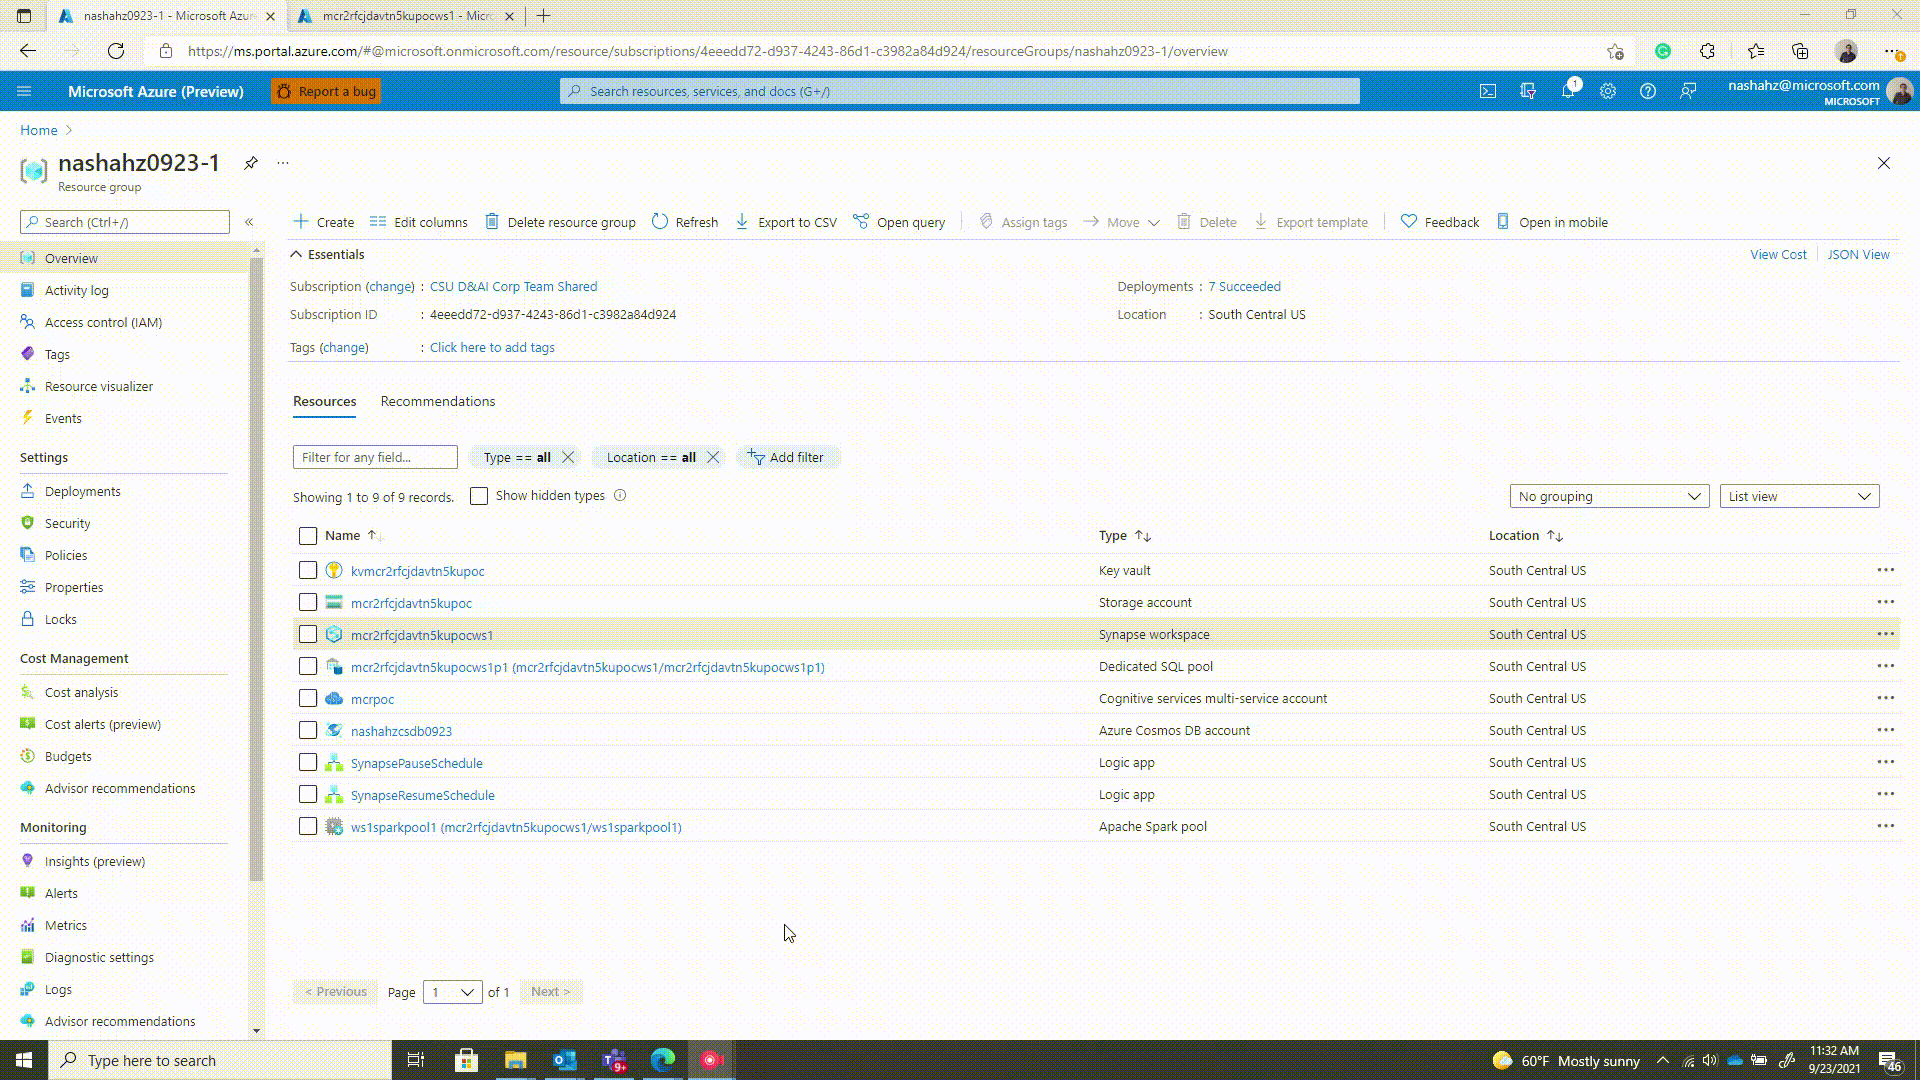 nashahz0923-1 - Microsoft Azur
mcr2rfcjdavtn5kupocws1 - Micro
https://ms.portal.azure.com/#@microsoft.onmicrosoft.com/resource/subscriptions/4eeedd72-d937-4243-86d1-c3982a84d924/resourceGroups/nashahz0923-1/overview
Microsoft Azure (Preview)
Report a bug
Search resources, services, and docs (G+/)
1
nashahz@microsoft.com
MICROSOFT
Home
nashahz0923-1
Resource group
Search (Ctrl+/)
Overview
Activity log
Access control (IAM)
Tags
Resource visualizer
Events
Settings
Deployments
Security
Policies
Properties
Locks
Cost Management
Cost analysis
Cost alerts (preview)
Budgets
Advisor recommendations
Monitoring
Insights (preview)
Alerts
Metrics
Diagnostic settings
Logs
Advisor recommendations
Create Edit columns Delete resource group Refresh Export to CSV Open query Assign tags Move Delete Export template Feedback Open in mobile
Essentials
View Cost JSON View
Subscription (change) : CSU D&AI Corp Team Shared
Deployments : 7 Succeeded
Subscription ID : 4eeedd72-d937-4243-86d1-c3982a84d924
Location : South Central US
Tags (change) : Click here to add tags
Resources Recommendations
Filter for any field... Type == all Location == all Add filter
Showing 1 to 9 of 9 records. Show hidden types No grouping List view
Name Type Location
kvmcr2rfcjdavtn5kupoc Key vault South Central US
mcr2rfcjdavtn5kupoc Storage account South Central US
mcr2rfcjdavtn5kupocws1 Synapse workspace South Central US
mcr2rfcjdavtn5kupocws1p1 (mcr2rfcjdavtn5kupocws1/mcr2rfcjdavtn5kupocws1p1) Dedicated SQL pool South Central US
mcrpoc Cognitive services multi-service account South Central US
nashahzcsdb0923 Azure Cosmos DB account South Central US
SynapsePauseSchedule Logic app South Central US
SynapseResumeSchedule Logic app South Central US
ws1sparkpool1 (mcr2rfcjdavtn5kupocws1/ws1sparkpool1) Apache Spark pool South Central US
< Previous Page 1 of 1 Next >
Type here to search
9+
60°F Mostly sunny
11:32 AM
9/23/2021
46